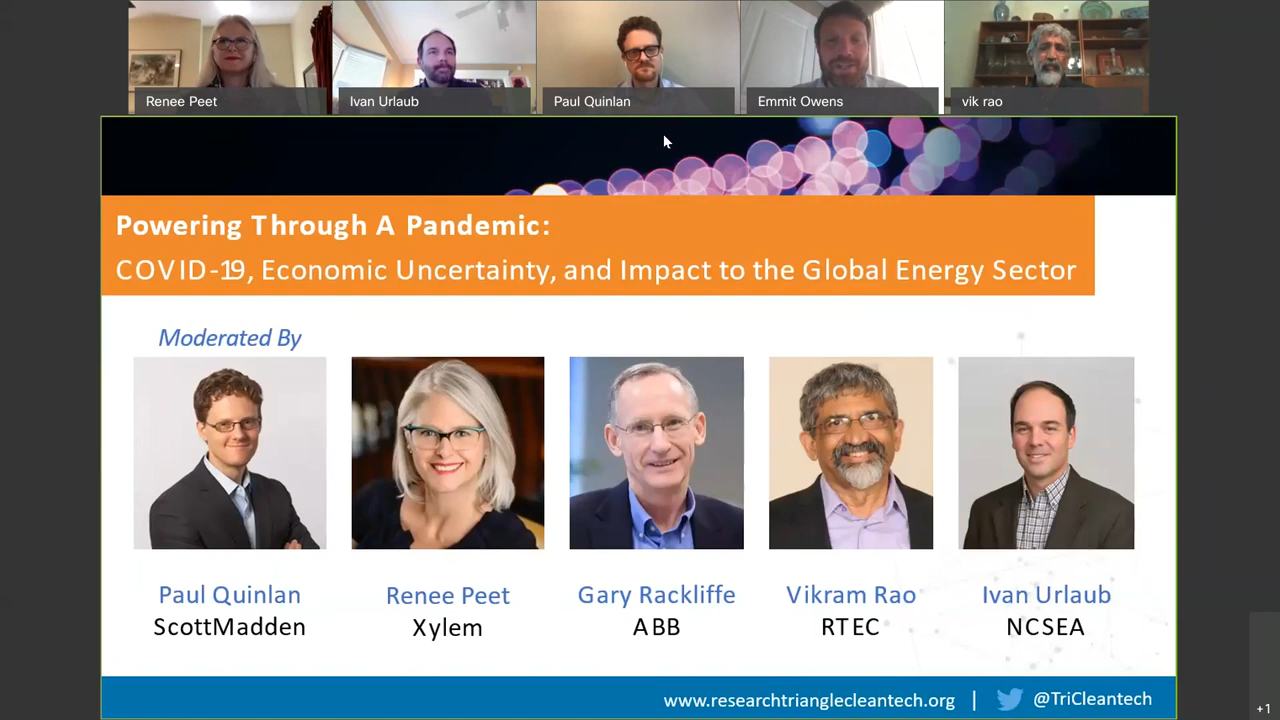 Renee Peet
Ivan Urlaub
Paul Quinlan
Emmit Owens
vik rao
Powering Through A Pandemic:
COVID-19, Economic Uncertainty, and Impact to the Global Energy Sector
Moderated By
Paul Quinlan
ScottMadden
Renee Peet
Xylem
Gary Rackliffe
ABB
Vikram Rao
RTEC
Ivan Urlaub
NCSEA
www.researchtrianglecleantech.org | @TriCleantech
+1